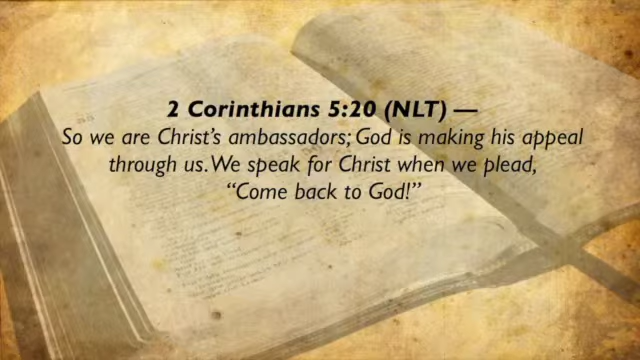 2 Corinthians 5:20 (NLT) —
So we are Christ’s ambassadors; God is making his appeal
through us. We speak for Christ when we plead,
“Come back to God!”